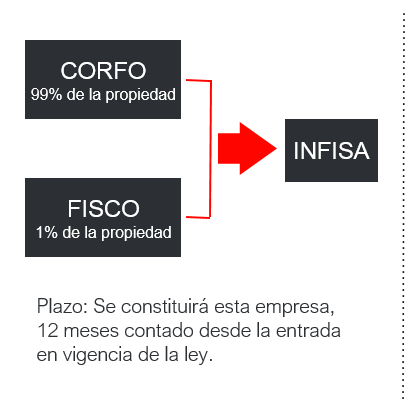 CORFO
99% de la propiedad
INFISA
FISCO
1% de la propiedad
Plazo: Se constituirá esta empresa,
12 meses contado desde la entrada
en vigencia de la ley.